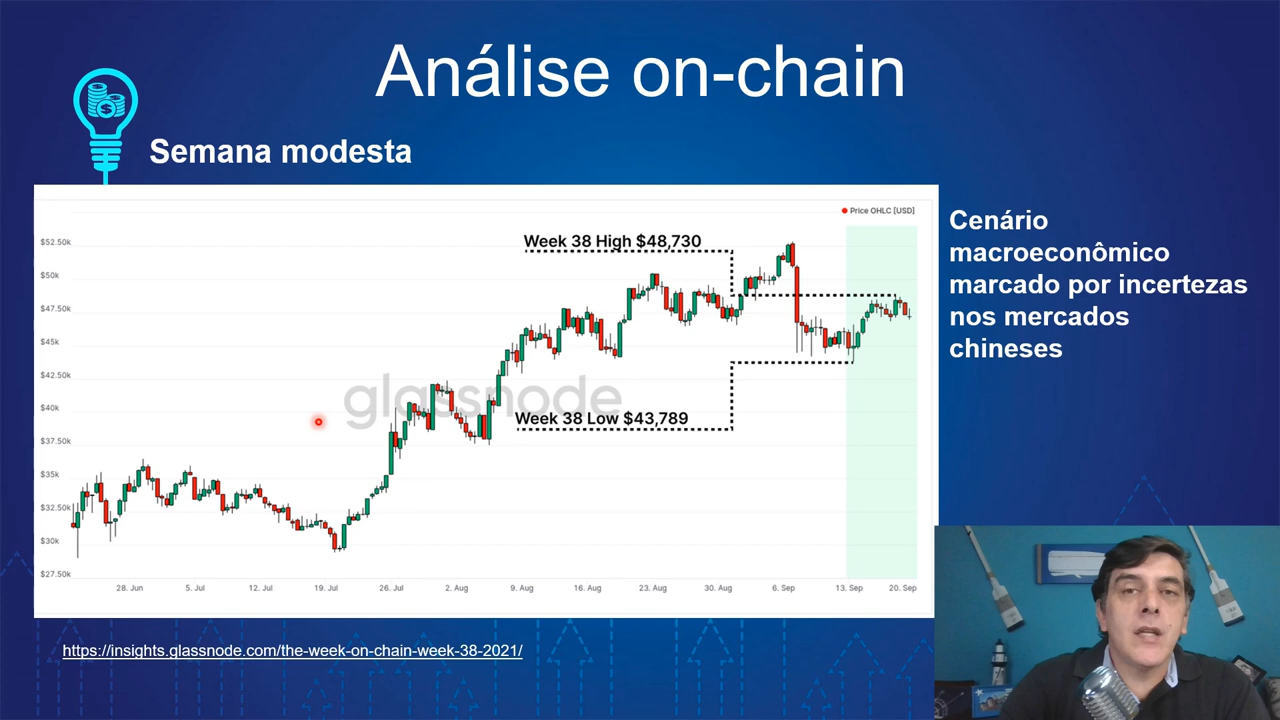 Análise on-chain
Semana modesta
Price OHLC [USD]
Week 38 High $48,730
Week 38 Low $43,789
glassnode
$52.50k
$50k
$47.50k
$45k
$42.50k
$40k
$37.50k
$35k
$32.50k
$30k
$27.50k
28. Jun
5. Jul
12. Jul
19. Jul
26. Jul
2. Aug
9. Aug
16. Aug
23. Aug
30. Aug
6. Sep
13. Sep
20. Sep
Cenário
macroeconômico
marcado por incertezas
nos mercados
chineses
https://insights.glassnode.com/the-week-on-chain-week-38-2021/